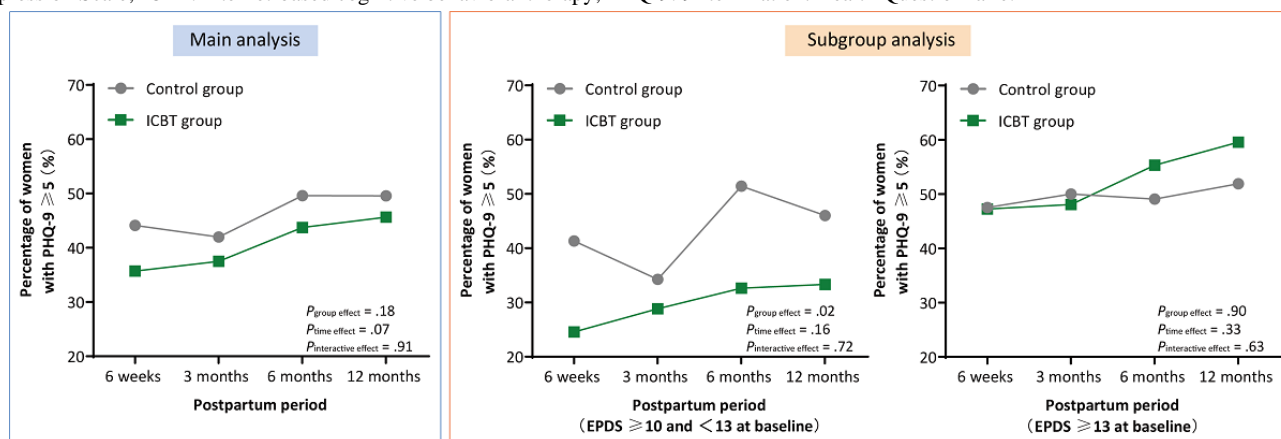 Main analysis
Subgroup analysis
Percentage of women
with PHQ-9 ≥ 5 (%)
70
60
50
40
30
20
Control group
ICBT group
P group effect = .18
P time effect = .07
P interactive effect = .91
6 weeks 3 months 6 months 12 months
Postpartum period
Percentage of women
with PHQ-9 ≥ 5 (%)
70
60
50
40
30
20
Control group
ICBT group
P group effect = .02
P time effect = .16
P interactive effect = .72
6 weeks 3 months 6 months 12 months
Postpartum period
(EPDS ≥10 and <13 at baseline)
Percentage of women
with PHQ-9 ≥ 5 (%)
70
60
50
40
30
20
Control group
ICBT group
P group effect = .90
P time effect = .33
P interactive effect = .63
6 weeks 3 months 6 months 12 months
Postpartum period
(EPDS ≥13 at baseline)